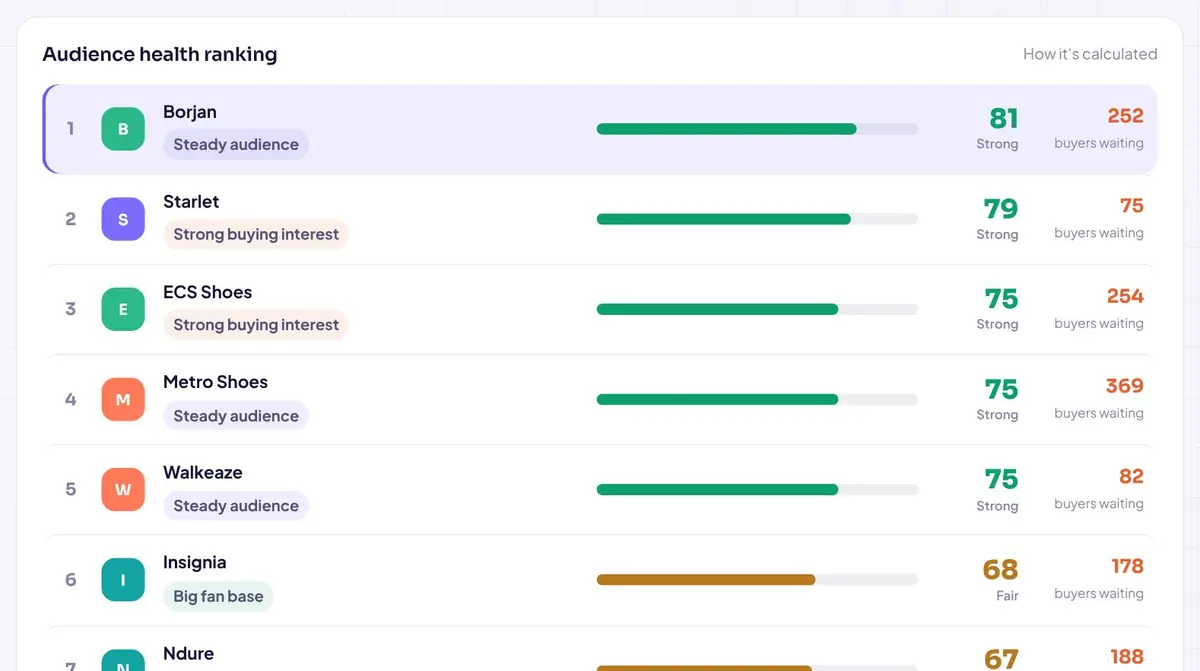 Audience health ranking
How it's calculated
1
B
Borjan
Steady audience
81
Strong
252
buyers waiting
2
S
Starlet
Strong buying interest
79
Strong
75
buyers waiting
3
E
ECS Shoes
Strong buying interest
75
Strong
254
buyers waiting
4
M
Metro Shoes
Steady audience
75
Strong
369
buyers waiting
5
W
Walkeaze
Steady audience
75
Strong
82
buyers waiting
6
I
Insignia
Big fan base
68
Fair
178
buyers waiting
7
N
Ndure
67
188